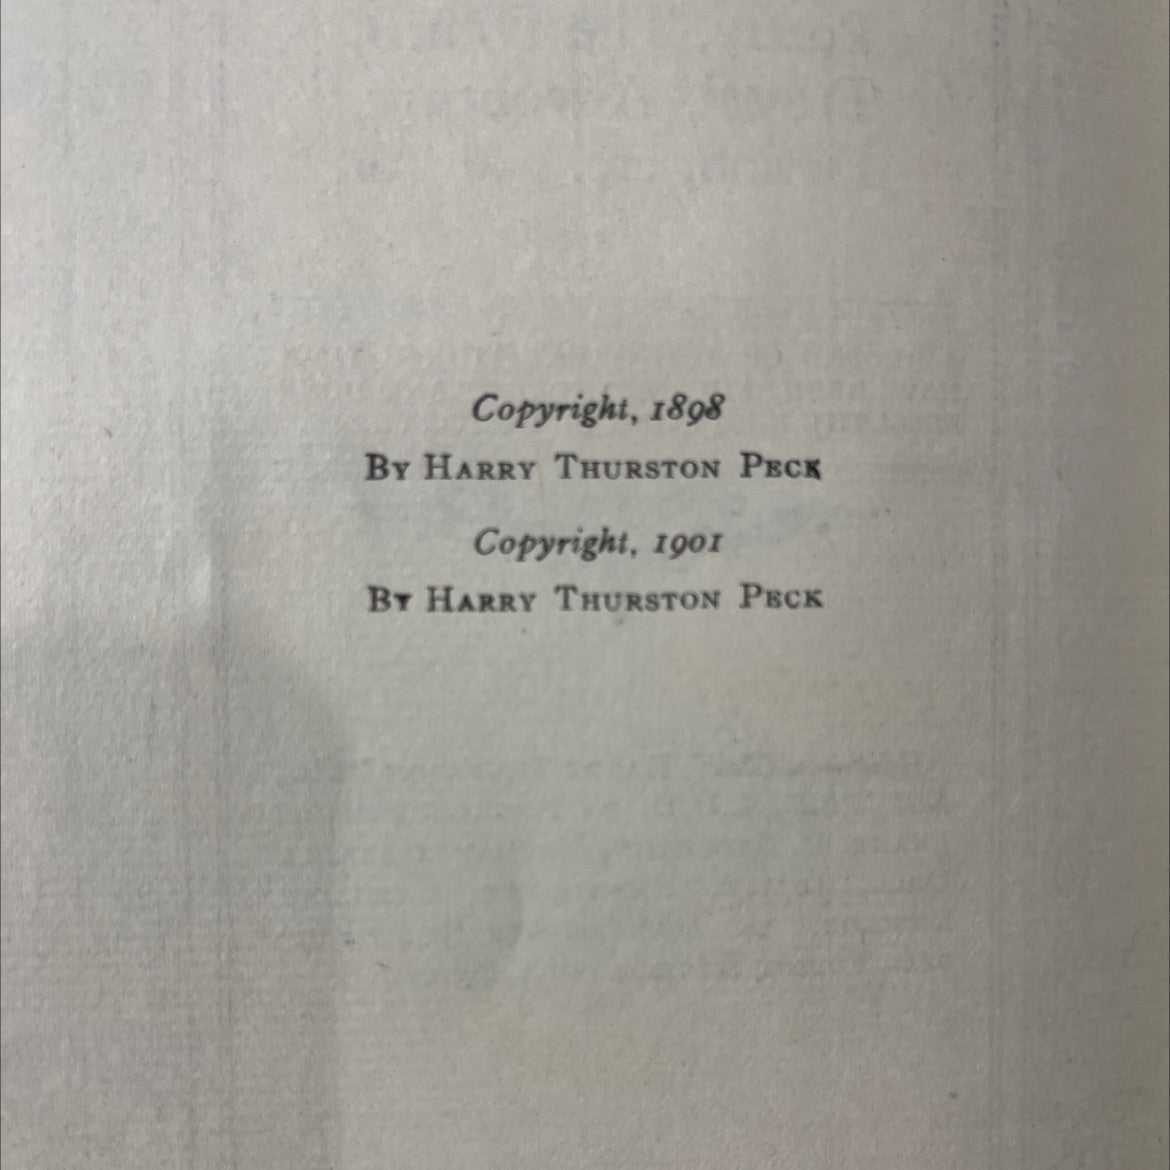 Copyright, 1898
By Harry Thurston Peck
Copyright, 1901
By Harry Thurston Peck